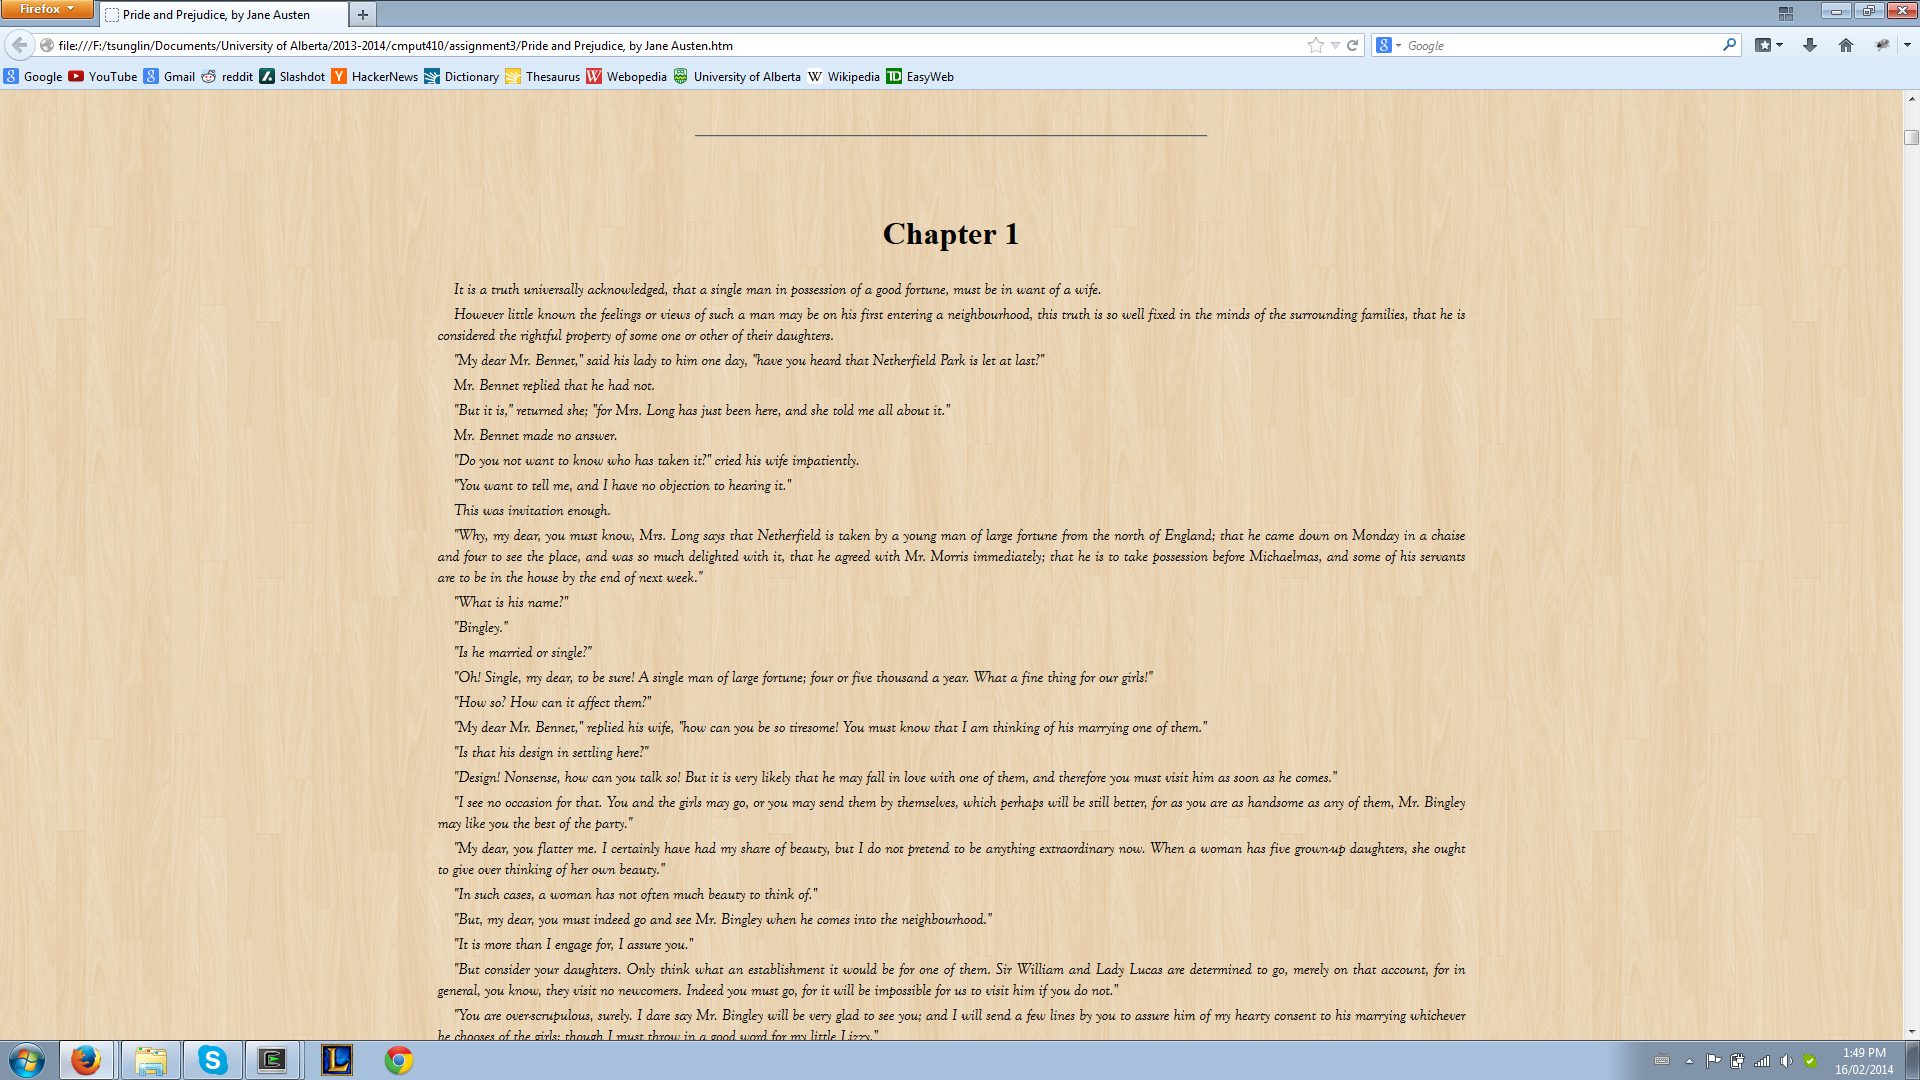 Firefox
Pride and Prejudice, by Jane Austen
file:///F:/tsunglin/Documents/University of Alberta/2013-2014/cmput410/assignment3/Pride and Prejudice, by Jane Austen.htm
Google
Google YouTube Gmail reddit Slashdot HackerNews Dictionary Thesaurus Webopedia University of Alberta Wikipedia EasyWeb
Chapter 1
It is a truth universally acknowledged, that a single man in possession of a good fortune, must be in want of a wife.
However little known the feelings or views of such a man may be on his first entering a neighbourhood, this truth is so well fixed in the minds of the surrounding families, that he is
considered the rightful property of some one or other of their daughters.
"My dear Mr. Bennet," said his lady to him one day, "have you heard that Netherfield Park is let at last?"
Mr. Bennet replied that he had not.
"But it is," returned she; "for Mrs. Long has just been here, and she told me all about it."
Mr. Bennet made no answer.
"Do you not want to know who has taken it?" cried his wife impatiently.
"You want to tell me, and I have no objection to hearing it."
This was invitation enough.
"Why, my dear, you must know, Mrs. Long says that Netherfield is taken by a young man of large fortune from the north of England; that he came down on Monday in a chaise
and four to see the place, and was so much delighted with it, that he agreed with Mr. Morris immediately; that he is to take possession before Michaelmas, and some of his servants
are to be in the house by the end of next week."
"What is his name?"
"Bingley."
"Is he married or single?"
"Oh! Single, my dear, to be sure! A single man of large fortune; four or five thousand a year. What a fine thing for our girls!"
"How so? How can it affect them?"
"My dear Mr. Bennet," replied his wife, "how can you be so tiresome! You must know that I am thinking of his marrying one of them."
"Is that his design in settling here?"
"Design! Nonsense, how can you talk so! But it is very likely that he may fall in love with one of them, and therefore you must visit him as soon as he comes."
"I see no occasion for that. You and the girls may go, or you may send them by themselves, which perhaps will be still better, for as you are as handsome as any of them, Mr. Bingley
may like you the best of the party."
"My dear, you flatter me. I certainly have had my share of beauty, but I do not pretend to be anything extraordinary now. When a woman has five grown-up daughters, she ought
to give over thinking of her own beauty."
"In such cases, a woman has not often much beauty to think of."
"But, my dear, you must indeed go and see Mr. Bingley when he comes into the neighbourhood."
"It is more than I engage for, I assure you."
"But consider your daughters. Only think what an establishment it would be for one of them. Sir William and Lady Lucas are determined to go, merely on that account, for in
general, you know, they visit no newcomers. Indeed you must go, for it will be impossible for us to visit him if you do not."
"You are over-scrupulous, surely. I dare say Mr. Bingley will be very glad to see you; and I will send a few lines by you to assure him of my hearty consent to his marrying whichever
he chooses of the girls; though I must throw in a good word for my little Lizzy."
1:49 PM
16/02/2014